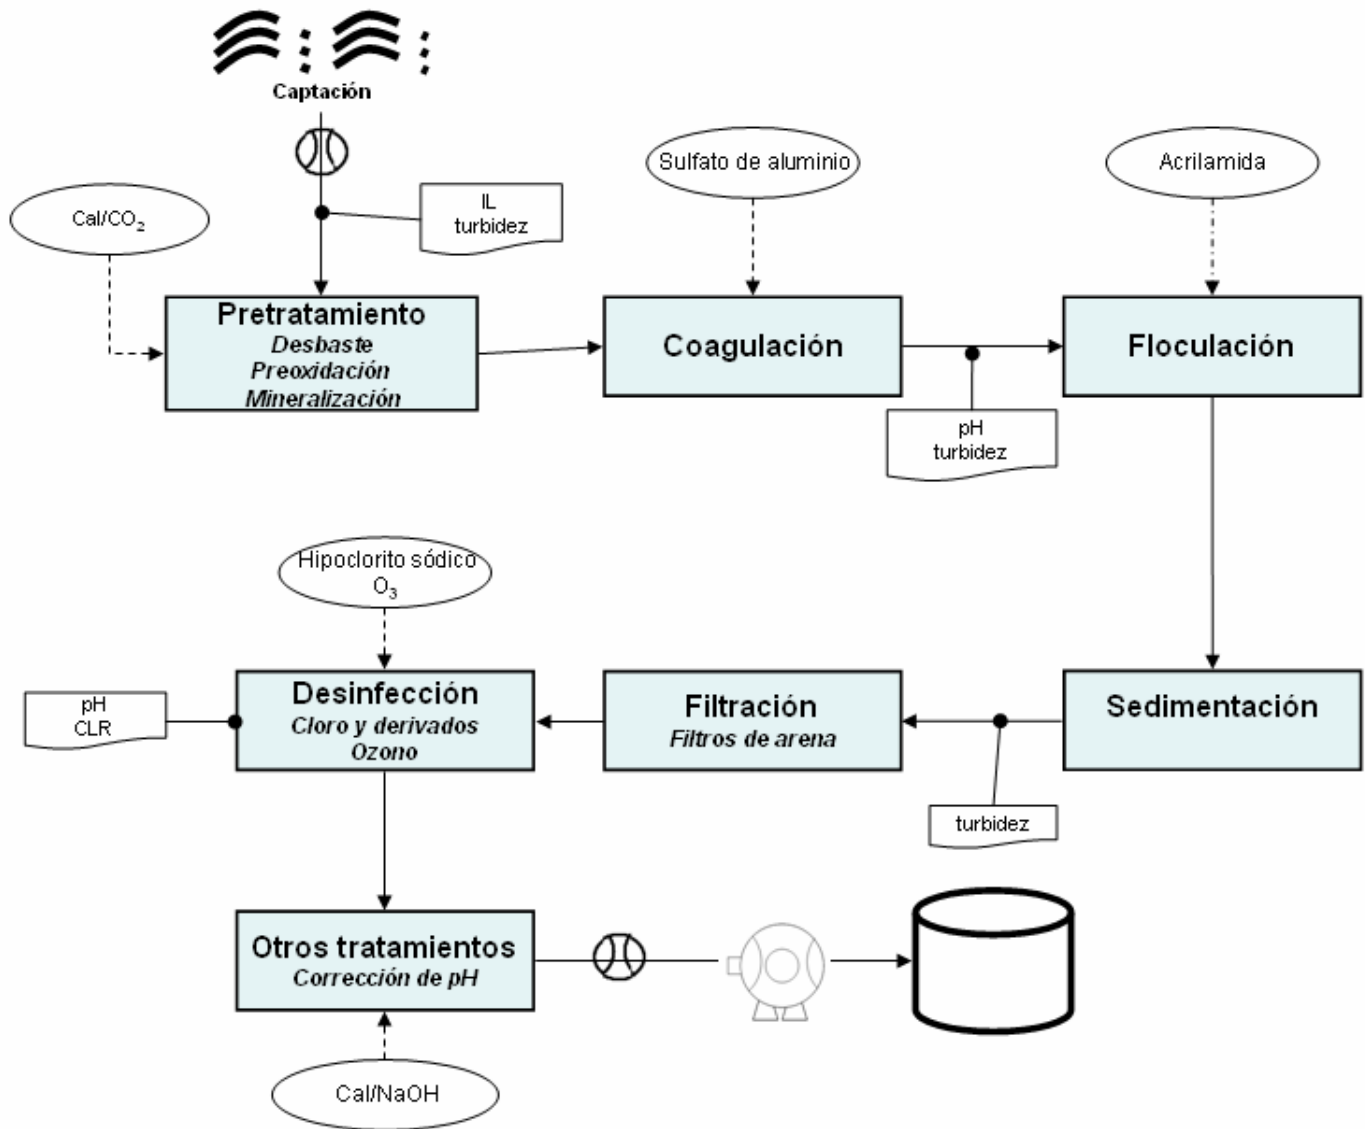 Captación
Sulfato de aluminio
Acrilamida
Cal/CO₂
IL
turbidez
Pretratamiento
Desbaste
Preoxidación
Mineralización
Coagulación
Floculación
pH
turbidez
Hipoclorito sódico
O₃
pH
CLR
Desinfección
Cloro y derivados
Ozono
Filtración
Filtros de arena
Sedimentación
turbidez
Otros tratamientos
Corrección de pH
Cal/NaOH